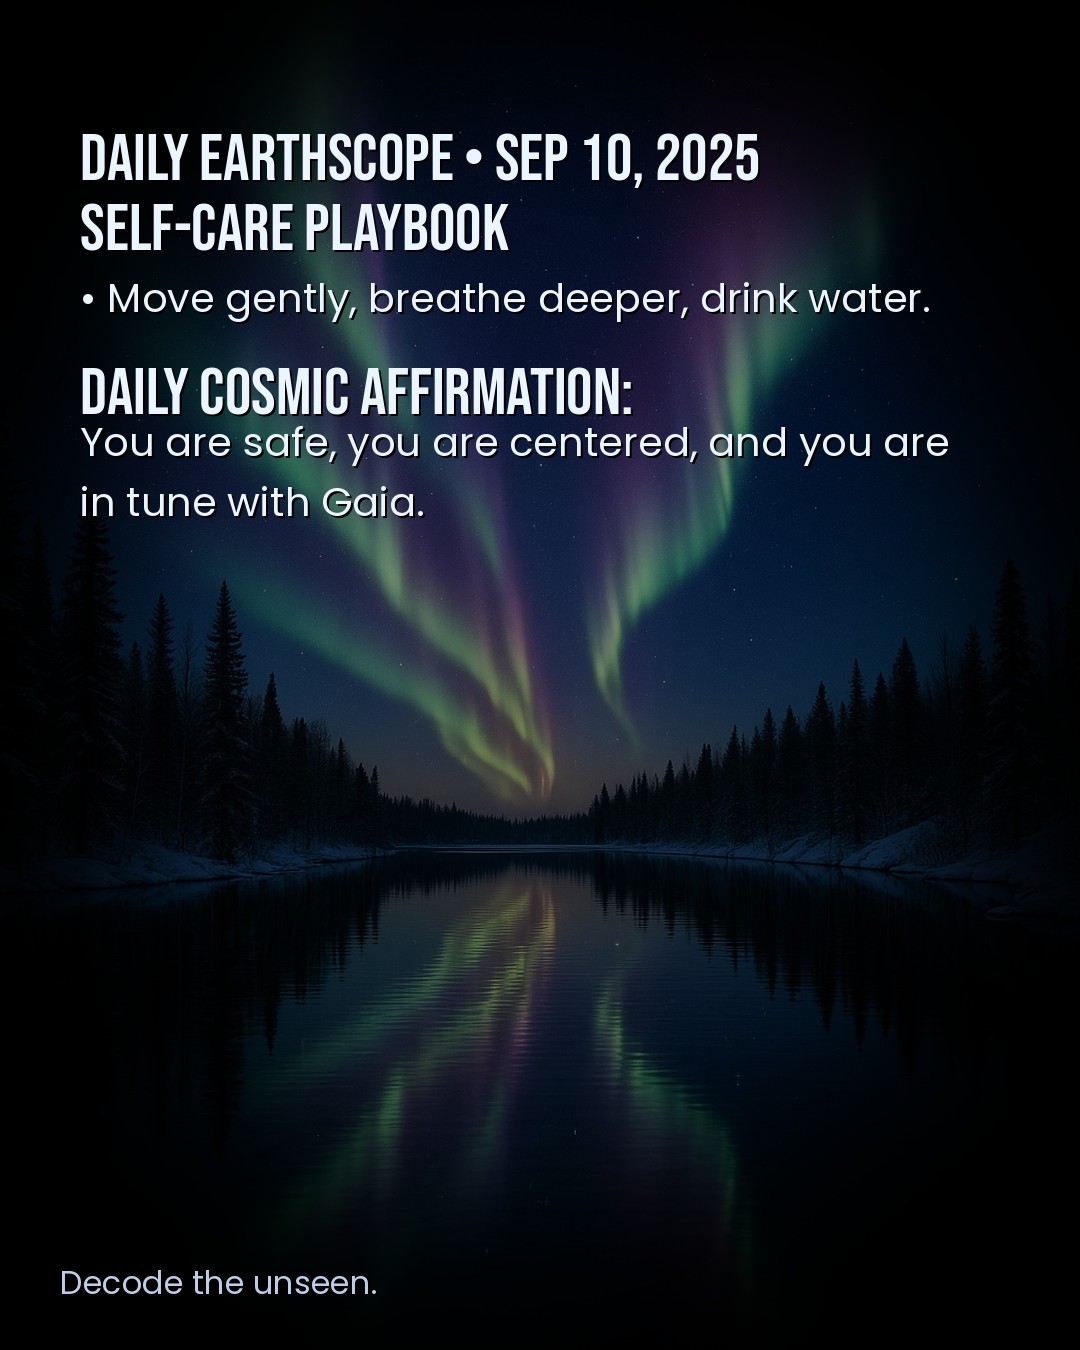 DAILY EARTHSCOPE • SEP 10, 2025
SELF-CARE PLAYBOOK
• Move gently, breathe deeper, drink water.
DAILY COSMIC AFFIRMATION:
You are safe, you are centered, and you are
in tune with Gaia.
Decode the unseen.